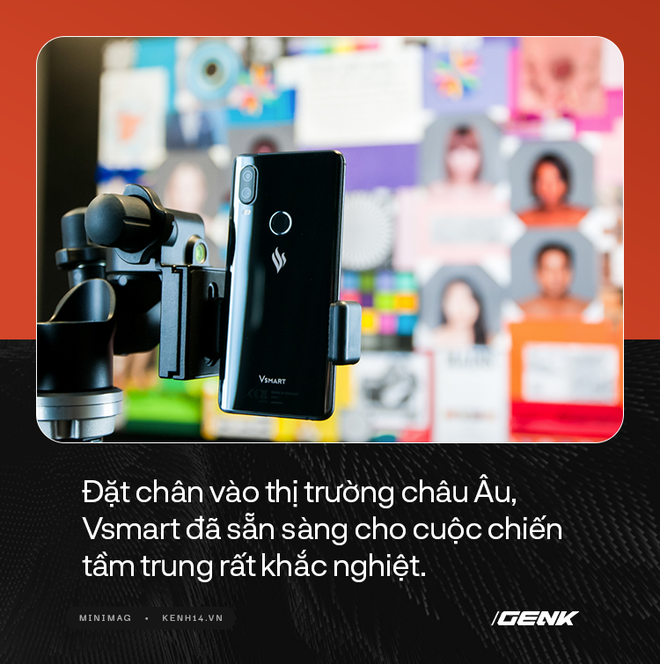 VSMART
Đặt chân vào thị trường châu Âu,
Vsmart đã sẵn sàng cho cuộc chiến
tầm trung rất khắc nghiệt.
MINIMAG • KENH14.VN
/GENK